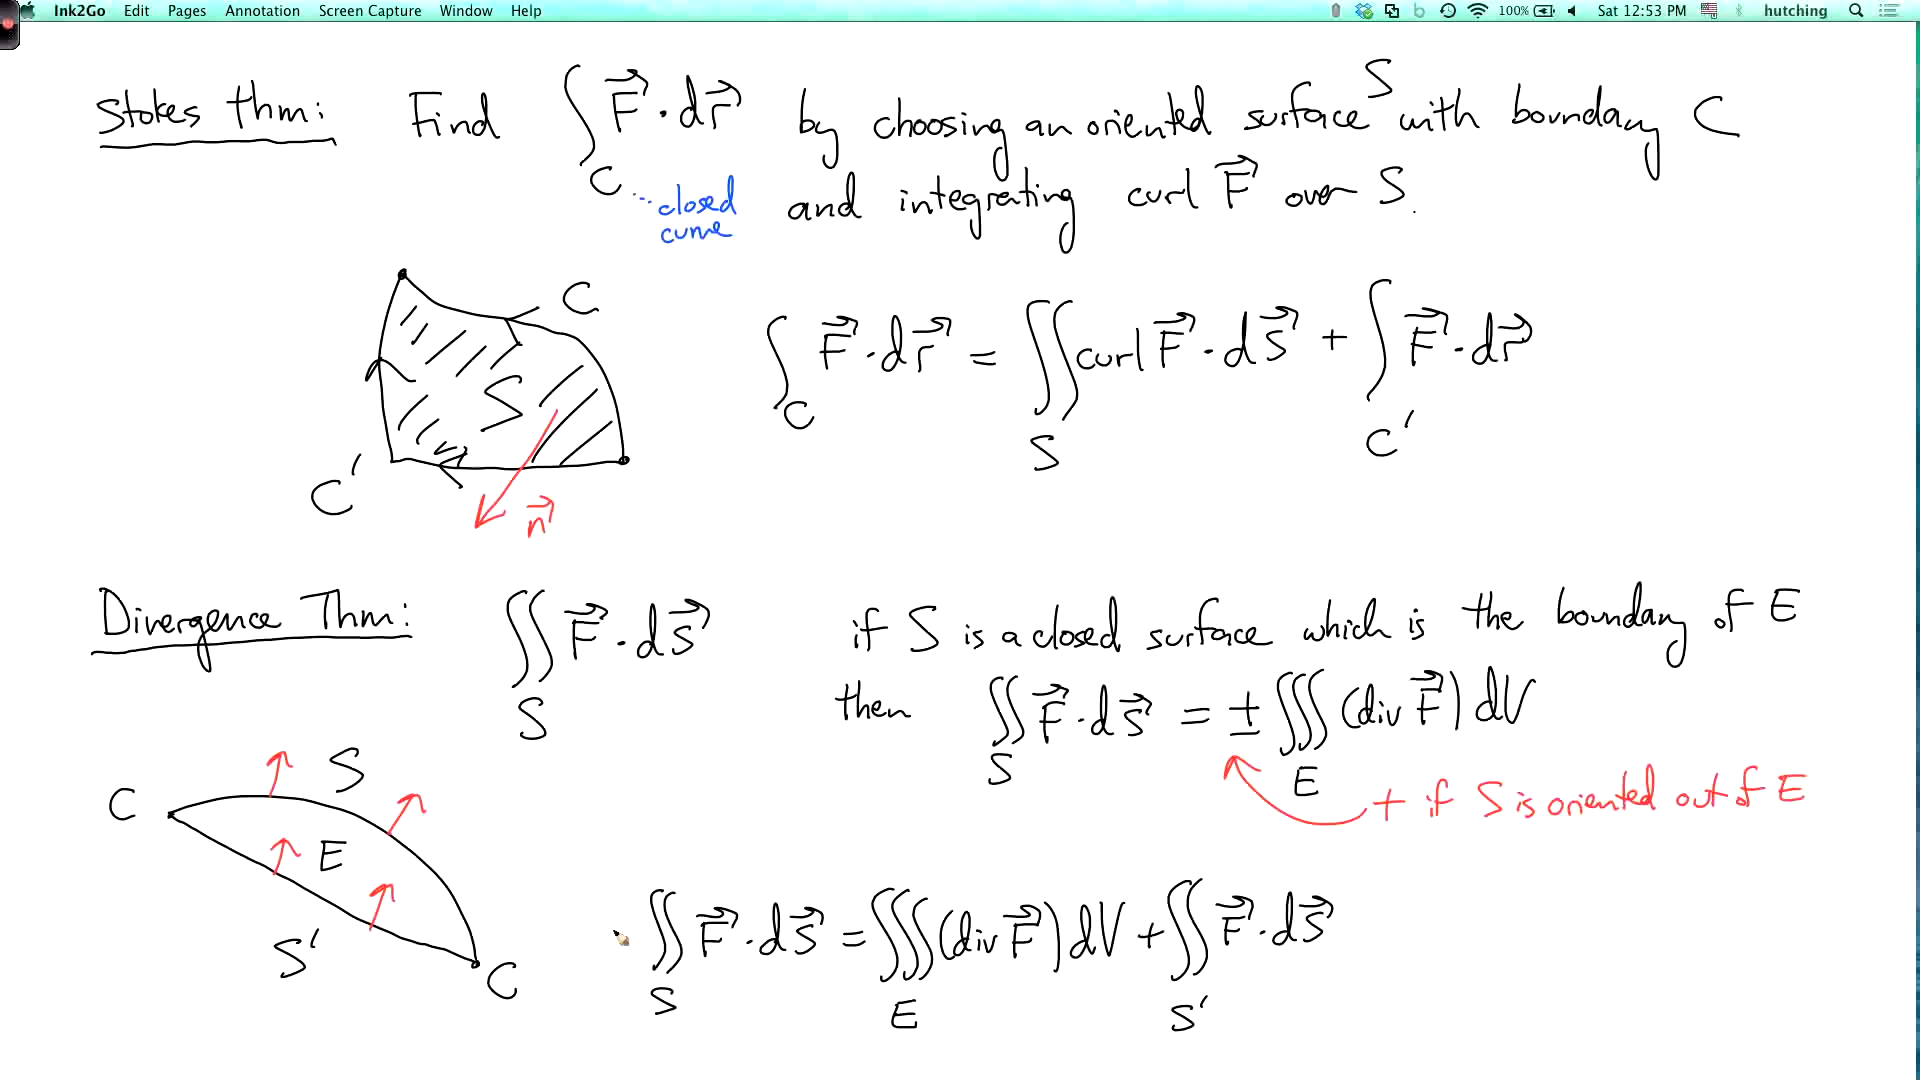 Ink2Go Edit Pages Annotation Screen Capture Window Help 100% Sat 12:53 PM hutching
Stokes thm: Find ∫_C F⃗ · dr⃗ by choosing an oriented surface S with boundary C
closed curve
and integrating curl F⃗ over S.
C
S
C'
n⃗
∫_C F⃗ · dr⃗ = ∬_S curl F⃗ · dS⃗ + ∫_C' F⃗ · dr⃗
Divergence Thm: ∬_S F⃗ · dS⃗ if S is a closed surface which is the boundary of E
then ∬_S F⃗ · dS⃗ = ± ∭_E (div F⃗) dV
+ if S is oriented out of E
S
C
E
S'
C
∬_S F⃗ · dS⃗ = ∭_E (div F⃗) dV + ∬_S' F⃗ · dS⃗